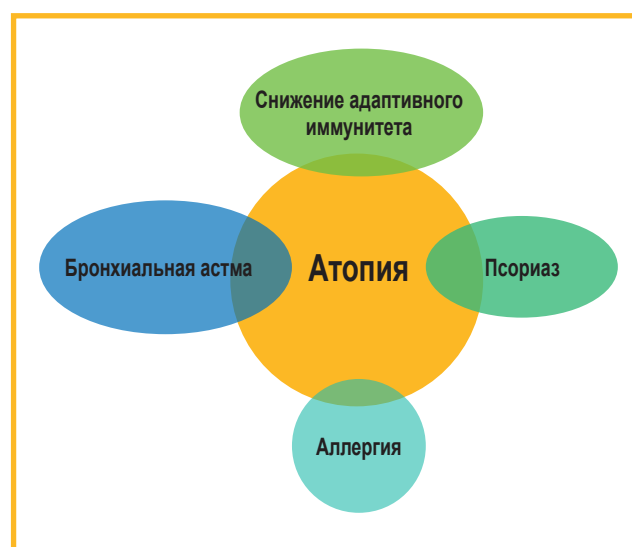 Снижение адаптивного
иммунитета
Бронхиальная астма
Атопия
Псориаз
Аллергия